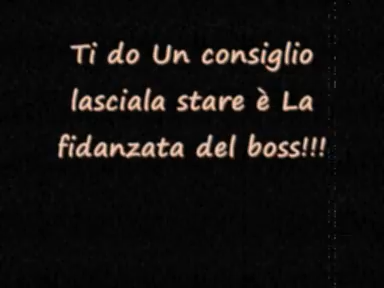 Ti do Un consiglio
lasciala stare è La
fidanzata del boss!!!